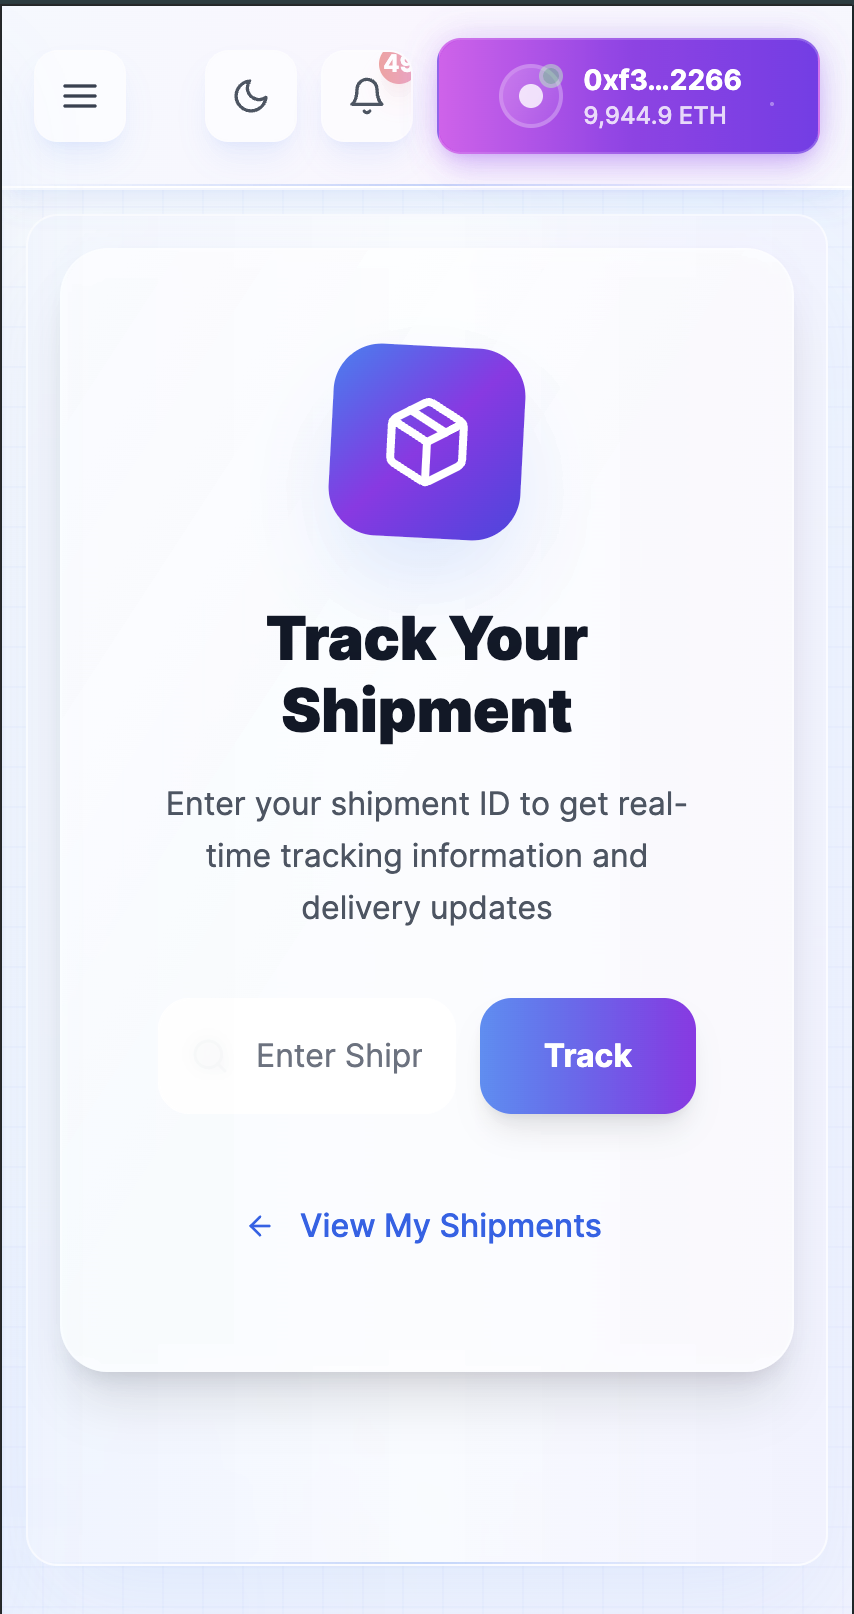 49
0xf3...2266
9,944.9 ETH
Track Your
Shipment
Enter your shipment ID to get real-
time tracking information and
delivery updates
Enter Shipr
Track
View My Shipments